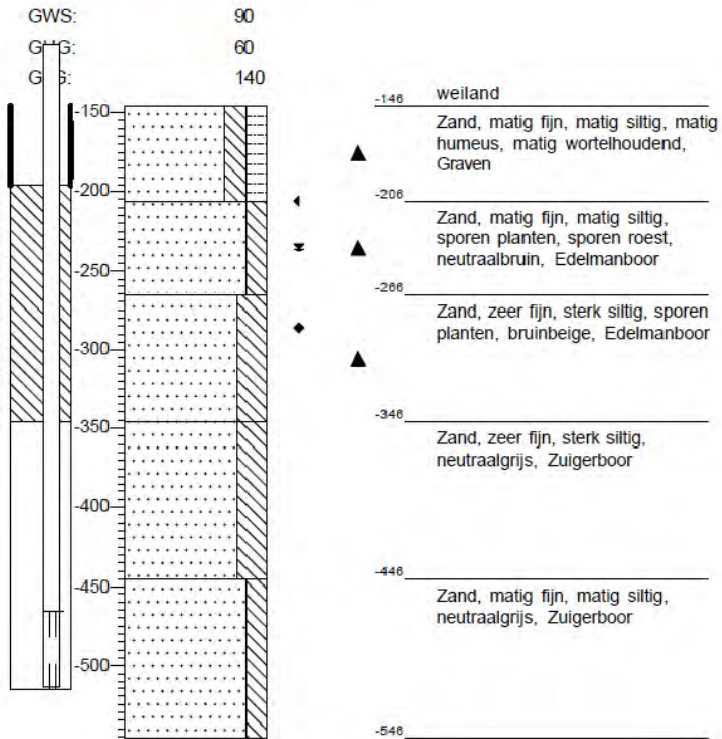 GWS: 90
GHG: 60
GLG: 140
-146 weiland
-150
Zand, matig fijn, matig siltig, matig
humeus, matig wortelhoudend,
Graven
-200
-206
Zand, matig fijn, matig siltig,
sporen planten, sporen roest,
neutraalbruin, Edelmanboor
-250
-266
Zand, zeer fijn, sterk siltig, sporen
planten, bruinbeige, Edelmanboor
-300
-346
-350
Zand, zeer fijn, sterk siltig,
neutraalgrijs, Zuigerboor
-400
-446
-450
Zand, matig fijn, matig siltig,
neutraalgrijs, Zuigerboor
-500
-546